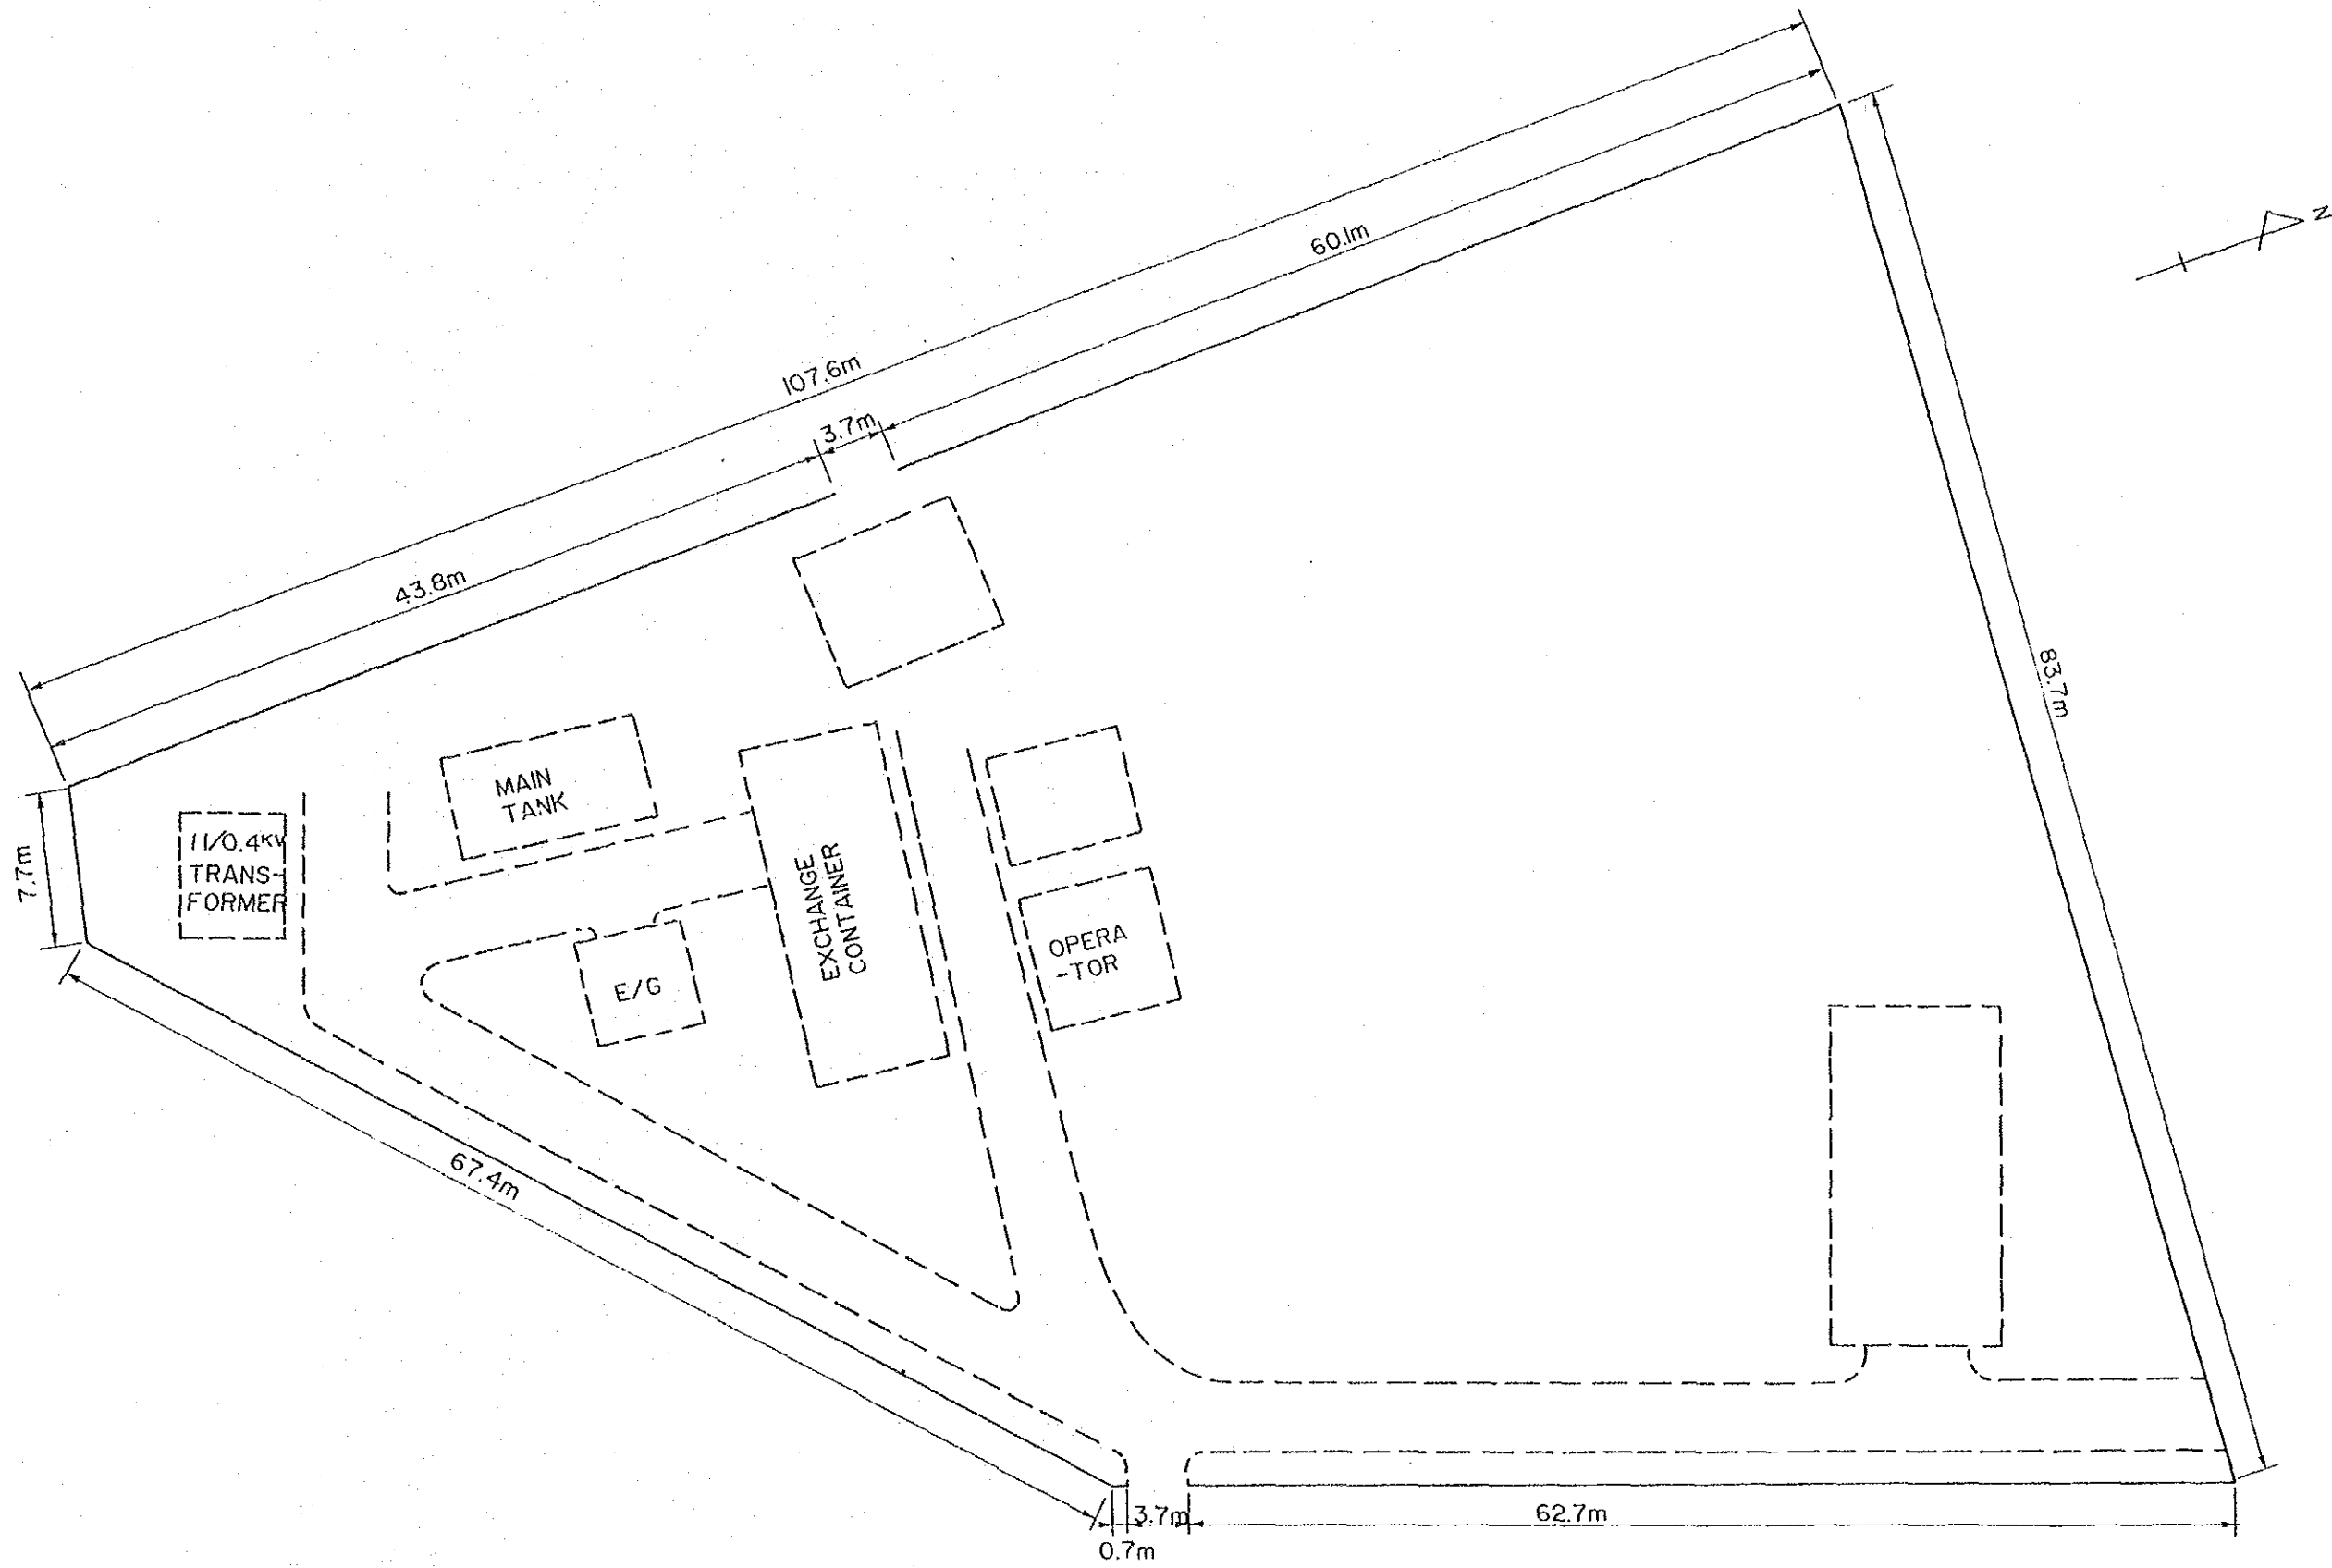 60.1m
N
107.6m
3.7m
43.8m
83.7m
MAIN
TANK
11/0.4KV
TRANS-
FORMER
7.7m
EXCHANGE
CONTAINER
OPERA
-TOR
E/G
67.4m
3.7m
62.7m
0.7m